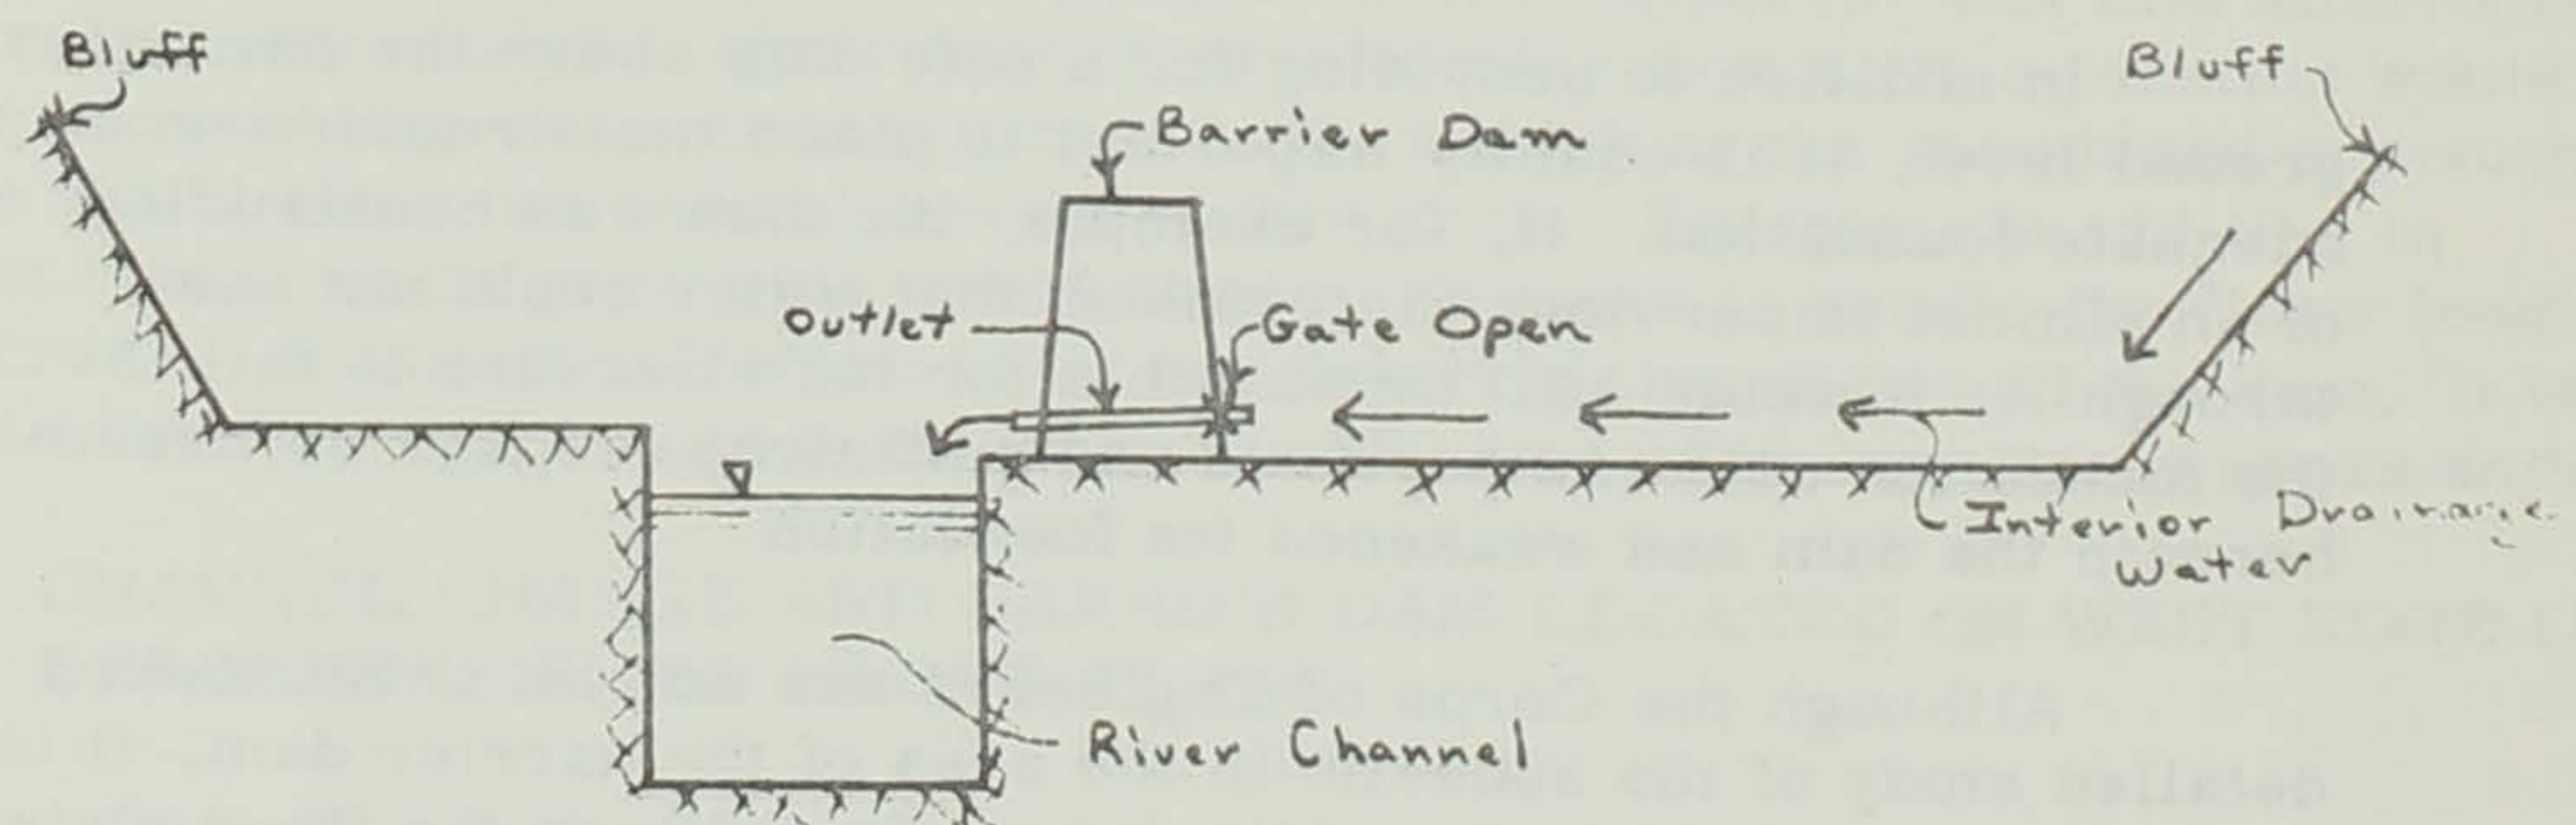 Bluff
Bluff
Barrier Dam
Outlet
Gate Open
Interior Drainage
Water
River Channel